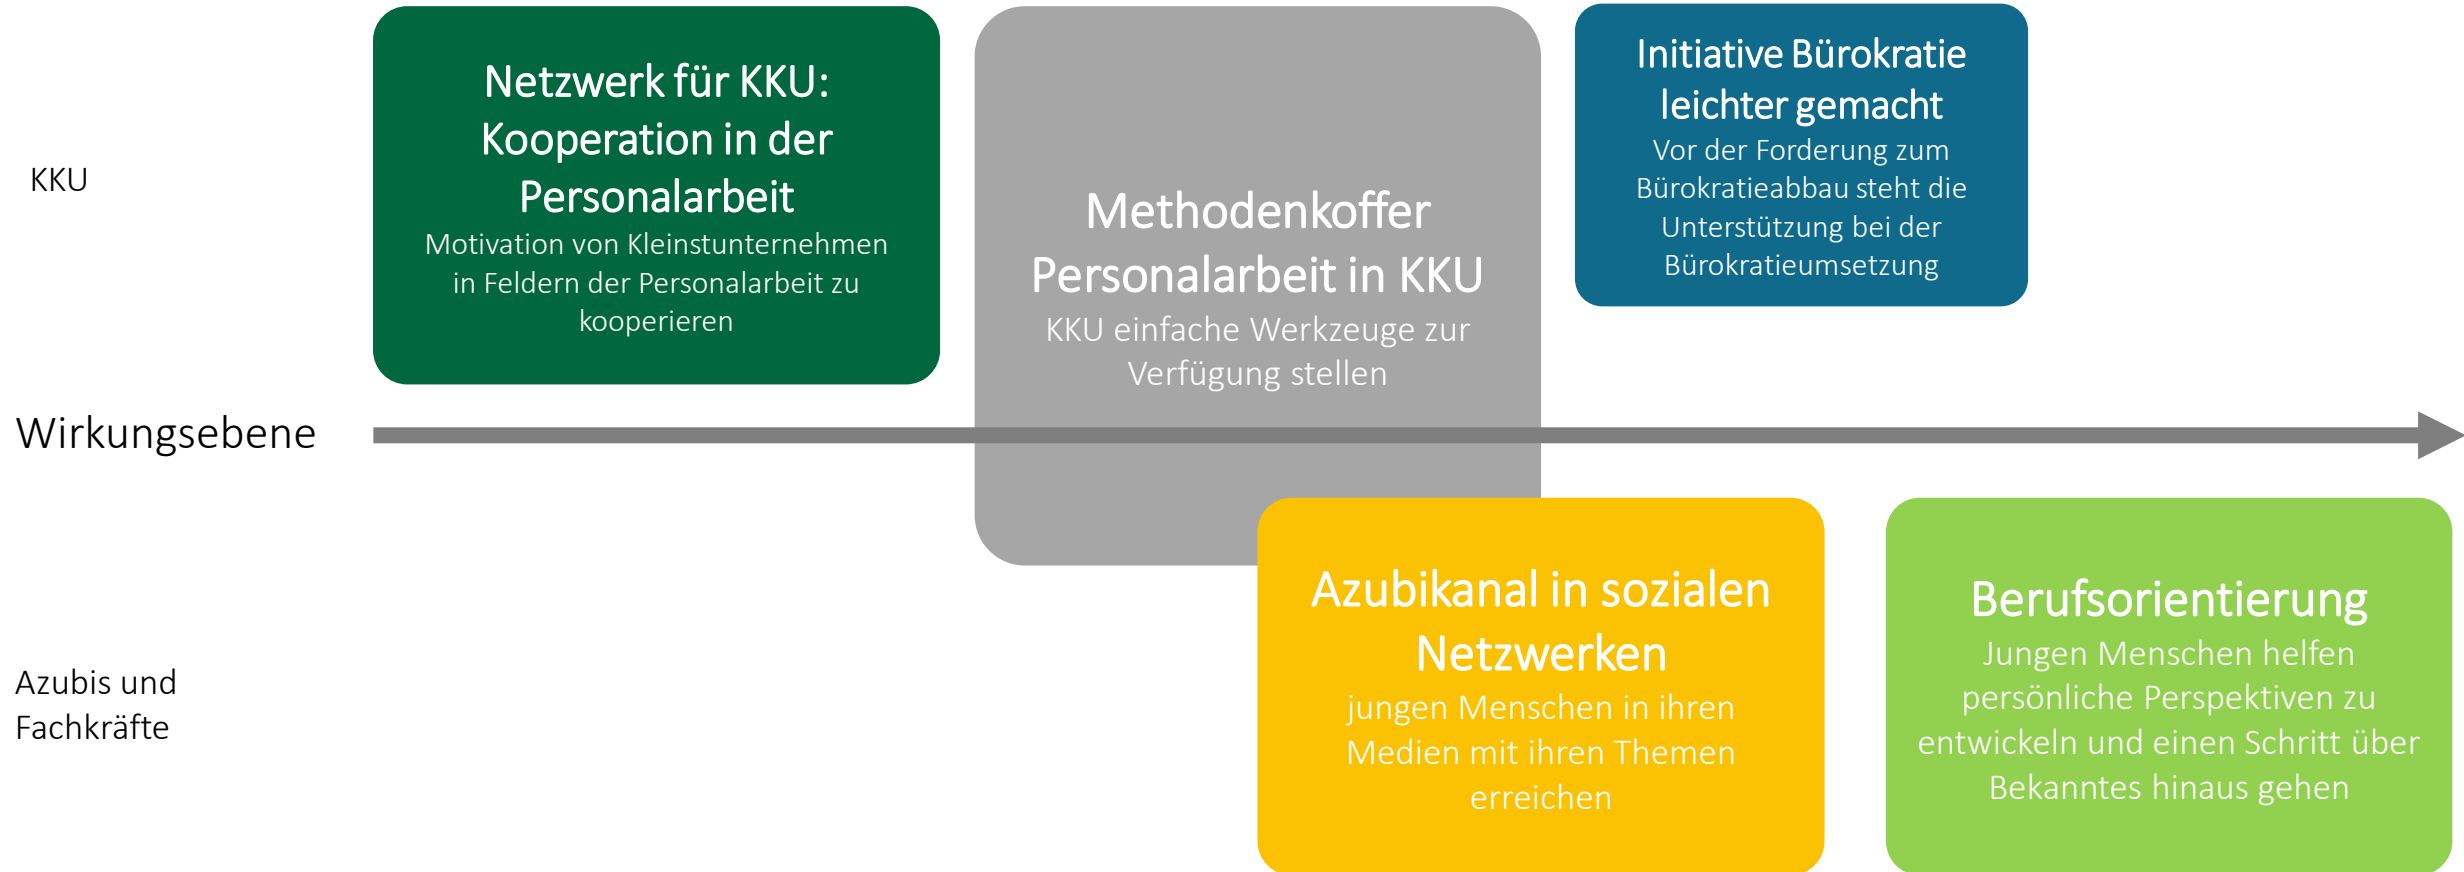 KKU
Netzwerk für KKU:
Kooperation in der
Personalarbeit
Motivation von Kleinstunternehmen
in Feldern der Personalarbeit zu
kooperieren
Methodenkoffer
Personalarbeit in KKU
KKU einfache Werkzeuge zur
Verfügung stellen
Initiative Bürokratie
leichter gemacht
Vor der Forderung zum
Bürokratieabbau steht die
Unterstützung bei der
Bürokratieumsetzung
Wirkungsebene
Azubis und
Fachkräfte
Azubikanal in sozialen
Netzwerken
jungen Menschen in ihren
Medien mit ihren Themen
erreichen
Berufsorientierung
Jungen Menschen helfen
persönliche Perspektiven zu
entwickeln und einen Schritt über
Bekanntes hinaus gehen